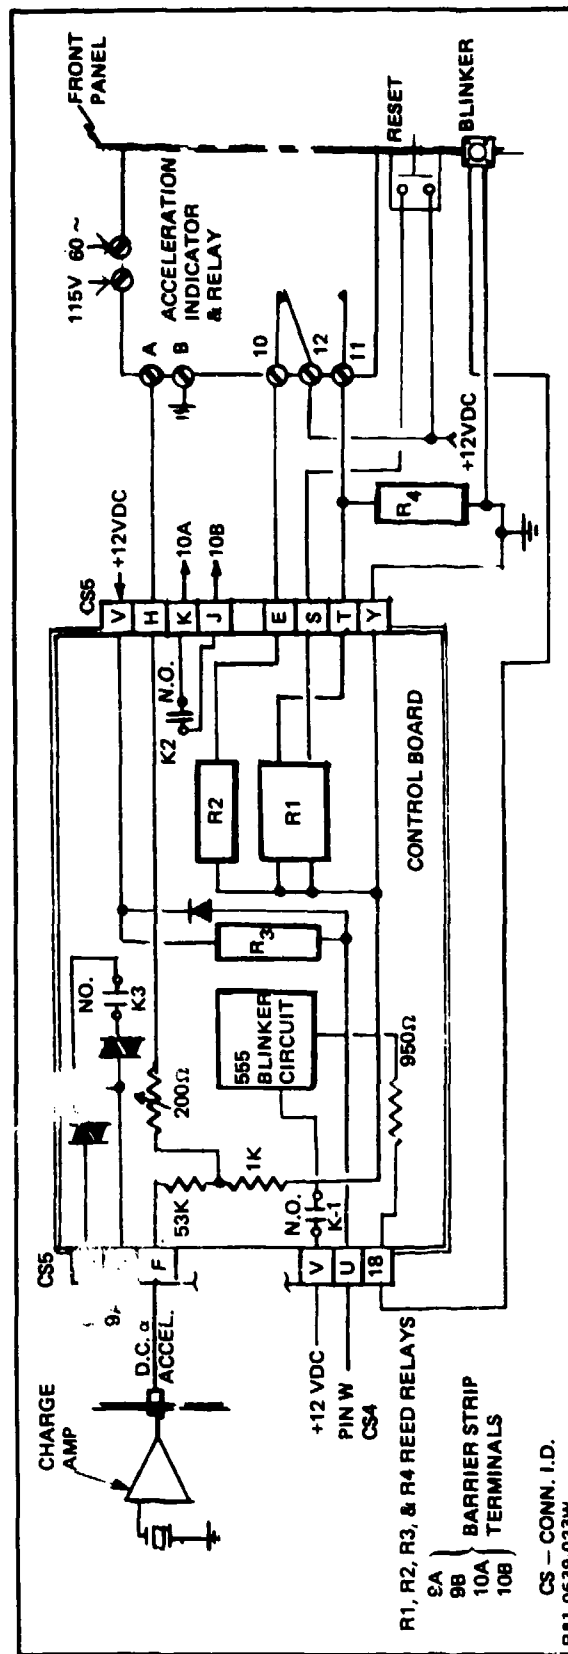 CHARGE
AMP
D.C. α
ACCEL.
CS5
F
+12 VDC
PIN W
CS4
V
U
18
NO.
K3
53K
1K
200Ω
N.O.
K-1
555
BLINKER
CIRCUIT
950Ω
R3
R2
R1
K2
N.O.
CONTROL BOARD
CS5
V
H
K
J
E
S
T
Y
+12VDC
10A
10B
R4
+12VDC
115V 60 ~
A
B
ACCELERATION
INDICATOR
& RELAY
10
12
11
FRONT
PANEL
RESET
BLINKER
R1, R2, R3, & R4 REED RELAYS
9B
10A
10B
BARRIER STRIP
TERMINALS
CS – CONN. I.D.